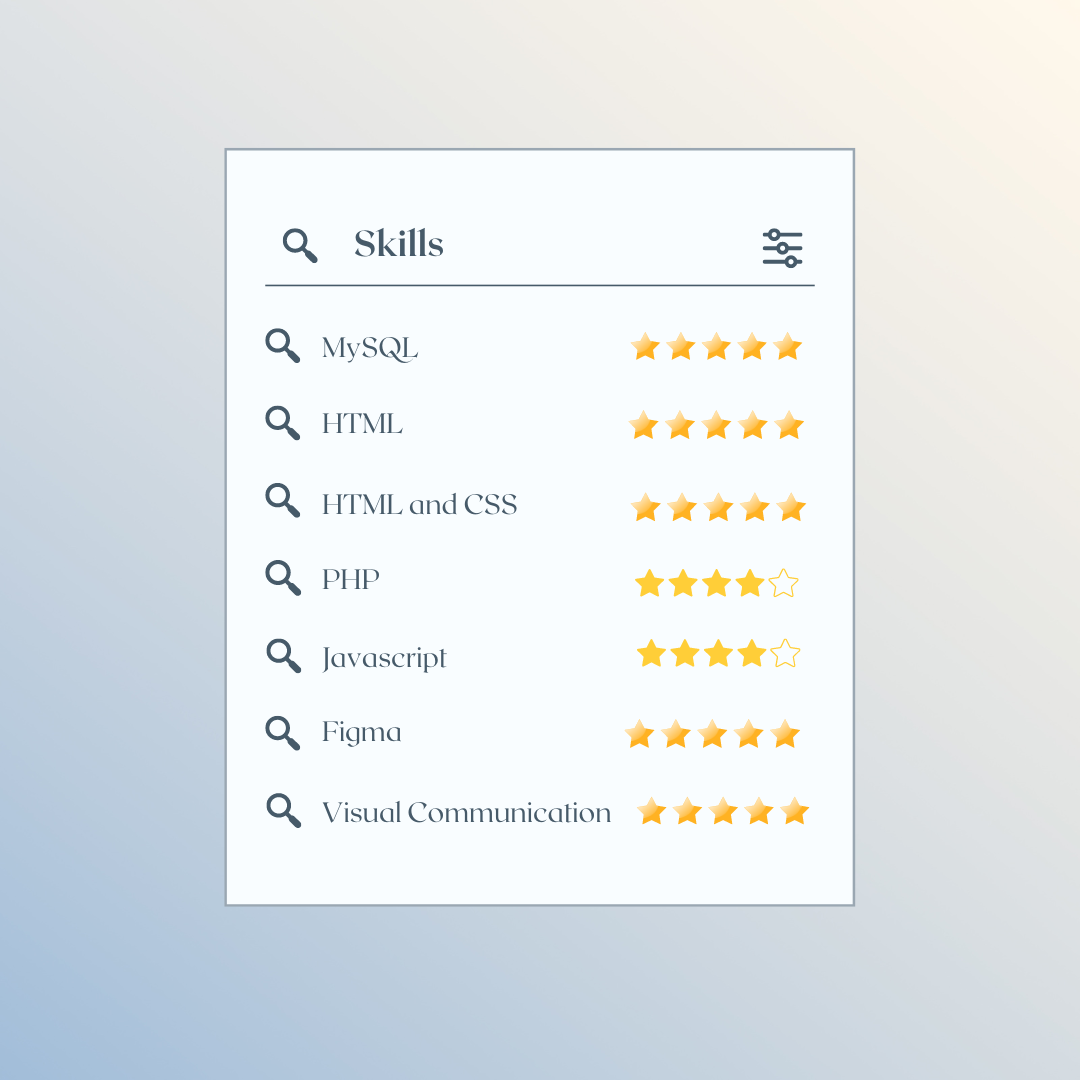 Skills
MySQL
HTML
HTML and CSS
PHP
Javascript
Figma
Visual Communication